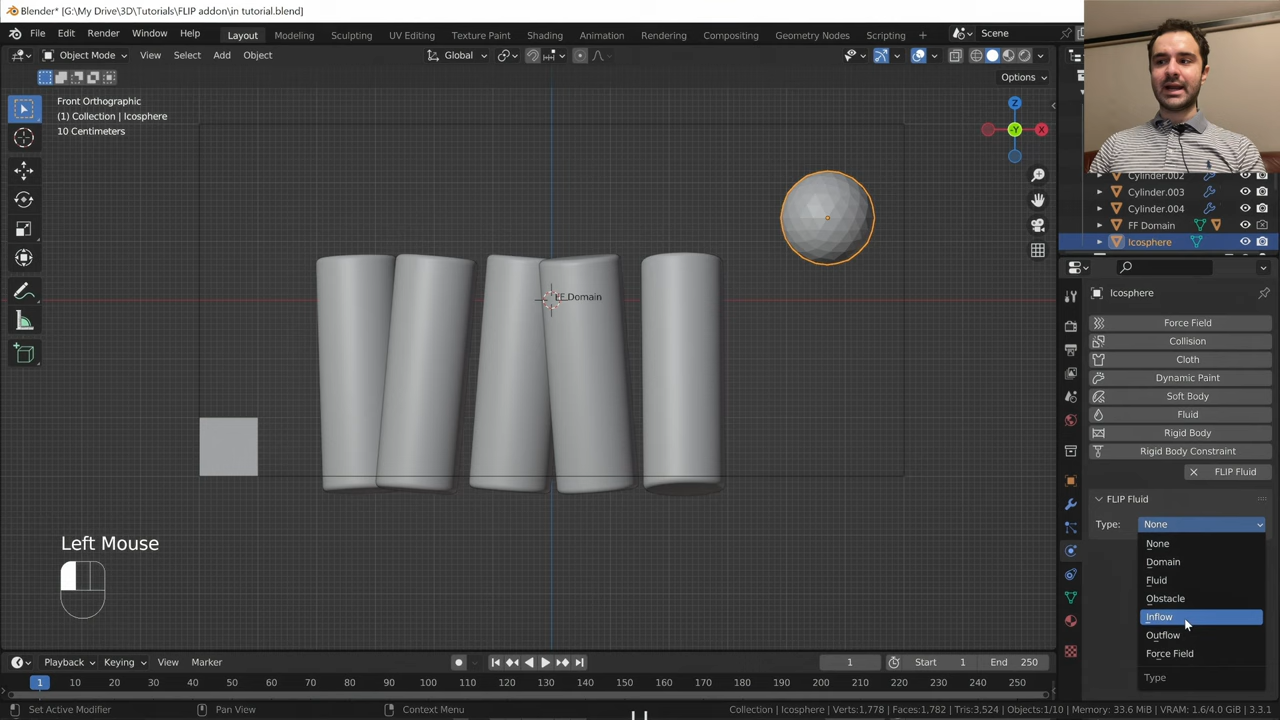 Blender* [G:\My Drive\3D\Tutorials\FLIP addon\in tutorial.blend]
File Edit Render Window Help Layout Modeling Sculpting UV Editing Texture Paint Shading Animation Rendering Compositing Geometry Nodes Scripting Scene
Object Mode View Select Add Object Global
Options
Front Orthographic
(1) Collection | Icosphere
10 Centimeters
Z
-Y
X
FF Domain
Left Mouse
Cylinder.002
Cylinder.003
Cylinder.004
FF Domain
Icosphere
Icosphere
Force Field
Collision
Cloth
Dynamic Paint
Soft Body
Fluid
Rigid Body
Rigid Body Constraint
FLIP Fluid
FLIP Fluid
Type: None
None
Domain
Fluid
Obstacle
Inflow
Outflow
Force Field
Type
Playback Keying View Marker 1 Start 1 End 250
1 10 20 30 40 50 60 70 80 90 100 110 120 130 140 150 160 170 180 190 200 210 220 230 240 250
Set Active Modifier Pan View Context Menu Collection | Icosphere | Verts:1,778 | Faces:1,782 | Tris:3,524 | Objects:1/10 | Memory: 33.6 MiB | VRAM: 1.6/4.0 GiB | 3.3.1